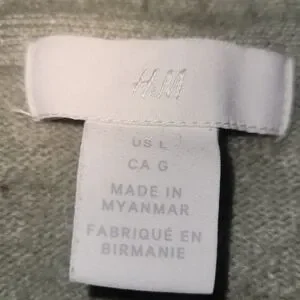 H&M
US L
CA G
MADE IN
MYANMAR
FABRIQUÉ EN
BIRMANIE